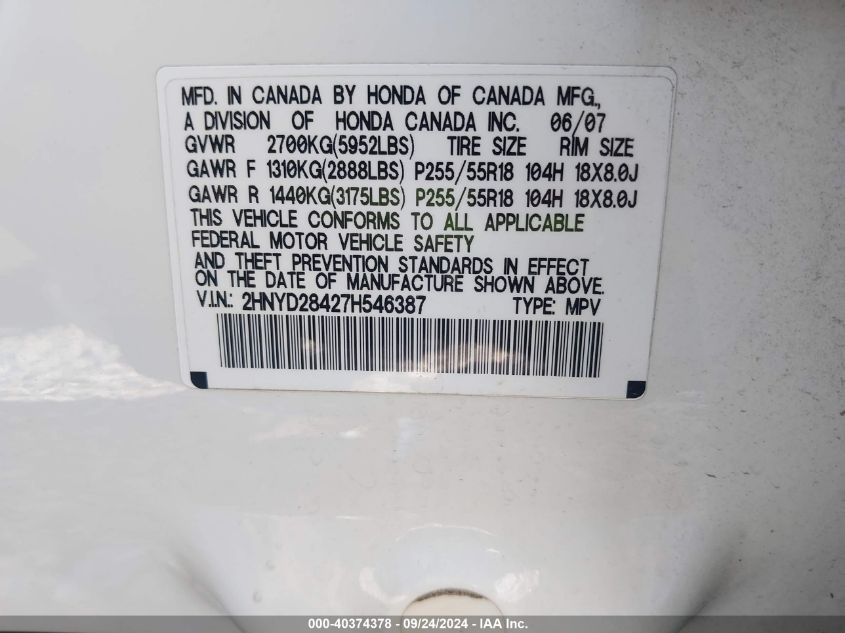 MFD. IN CANADA BY HONDA OF CANADA MFG.,
A DIVISION OF HONDA CANADA INC. 06/07
GVWR 2700KG(5952LBS) TIRE SIZE RIM SIZE
GAWR F 1310KG(2888LBS) P255/55R18 104H 18X8.0J
GAWR R 1440KG(3175LBS) P255/55R18 104H 18X8.0J
THIS VEHICLE CONFORMS TO ALL APPLICABLE
FEDERAL MOTOR VEHICLE SAFETY
AND THEFT PREVENTION STANDARDS IN EFFECT
ON THE DATE OF MANUFACTURE SHOWN ABOVE.
V.I.N.: 2HNYD28427H546387 TYPE: MPV
000-40374378 - 09/24/2024 - IAA Inc.